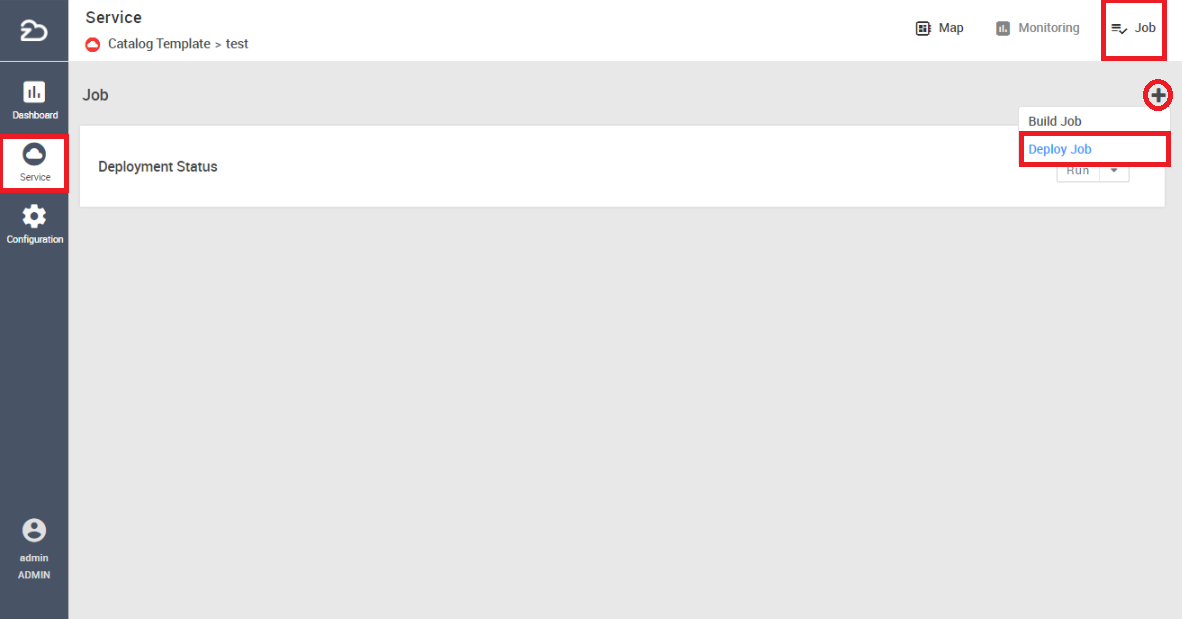 Service
Catalog Template > test
Map
Monitoring
Job
Dashboard
Service
Configuration
admin
ADMIN
Job
Build Job
Deploy Job
Deployment Status
Run